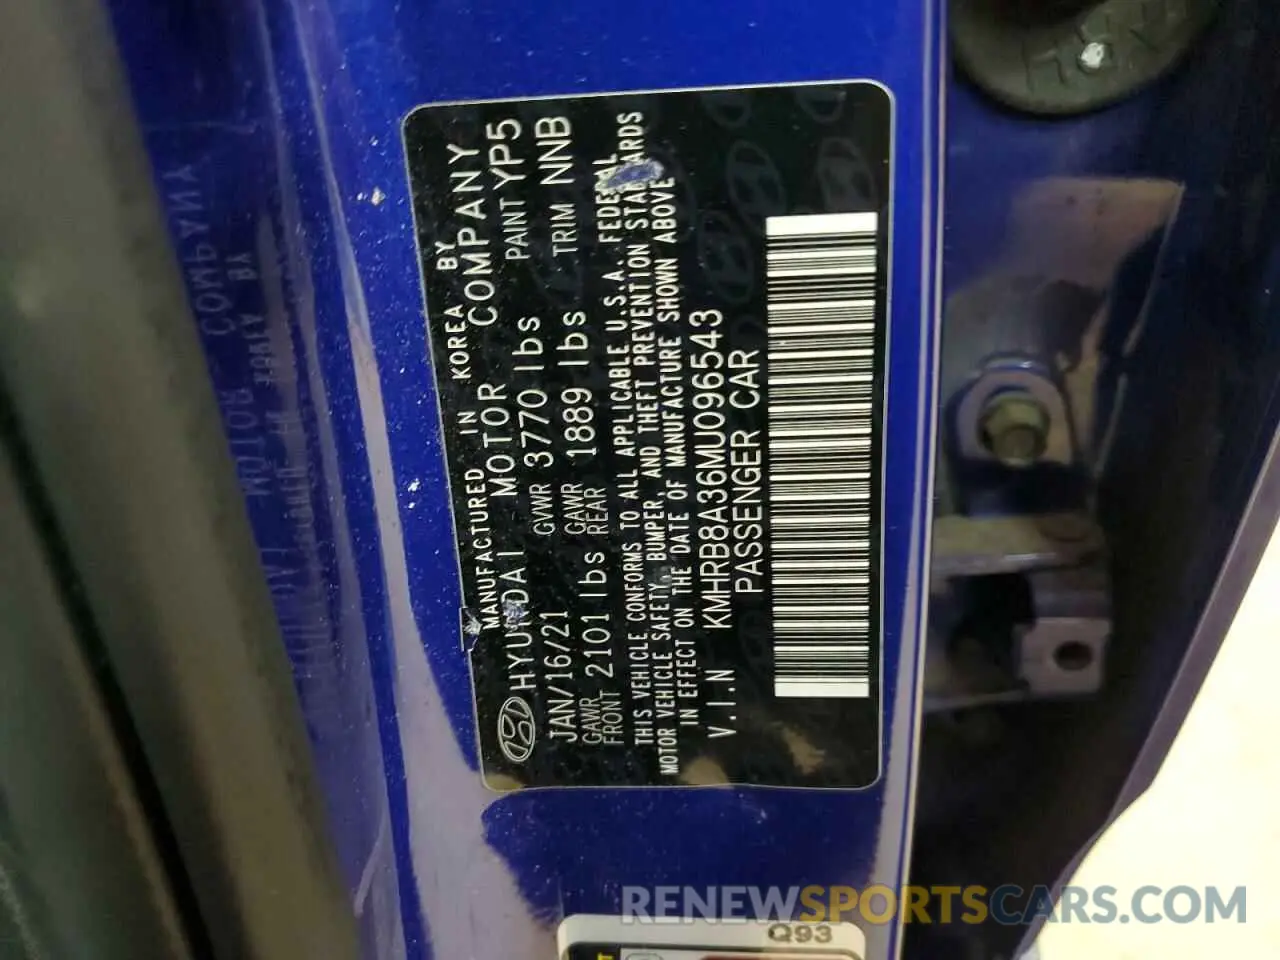 MANUFACTURED IN KOREA BY
HYUNDAI MOTOR COMPANY
JAN/16/21 GVWR 3770 lbs PAINT YP5
GAWR FRONT 2101 lbs GAWR REAR 1889 lbs TRIM NNB
THIS VEHICLE CONFORMS TO ALL APPLICABLE U.S.A. FEDERAL
MOTOR VEHICLE SAFETY, BUMPER, AND THEFT PREVENTION STANDARDS
IN EFFECT ON THE DATE OF MANUFACTURE SHOWN ABOVE
V.I.N KMHRB8A36MU096543
PASSENGER CAR
Q93
RENEWSPORTSCARS.COM